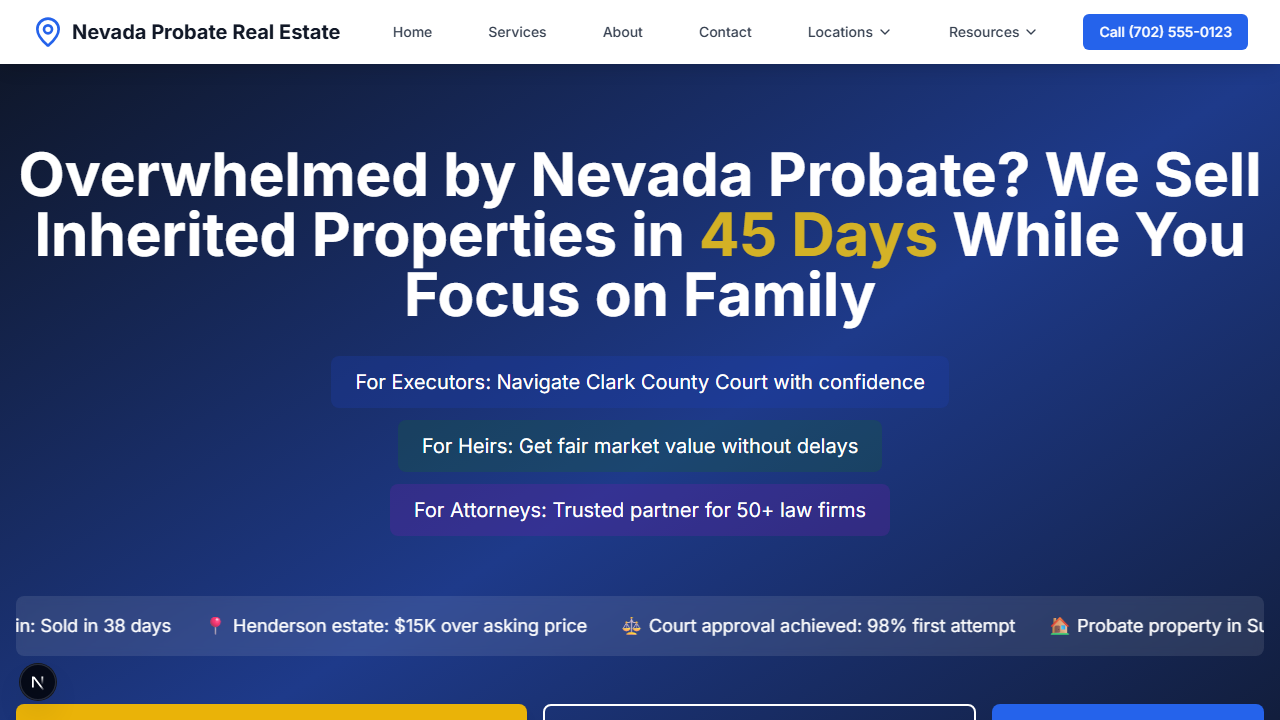 Nevada Probate Real Estate
Home
Services
About
Contact
Locations
Resources
Call (702) 555-0123
Overwhelmed by Nevada Probate? We Sell
Inherited Properties in 45 Days While You
Focus on Family
For Executors: Navigate Clark County Court with confidence
For Heirs: Get fair market value without delays
For Attorneys: Trusted partner for 50+ law firms
in: Sold in 38 days
Henderson estate: $15K over asking price
Court approval achieved: 98% first attempt
Probate property in
N